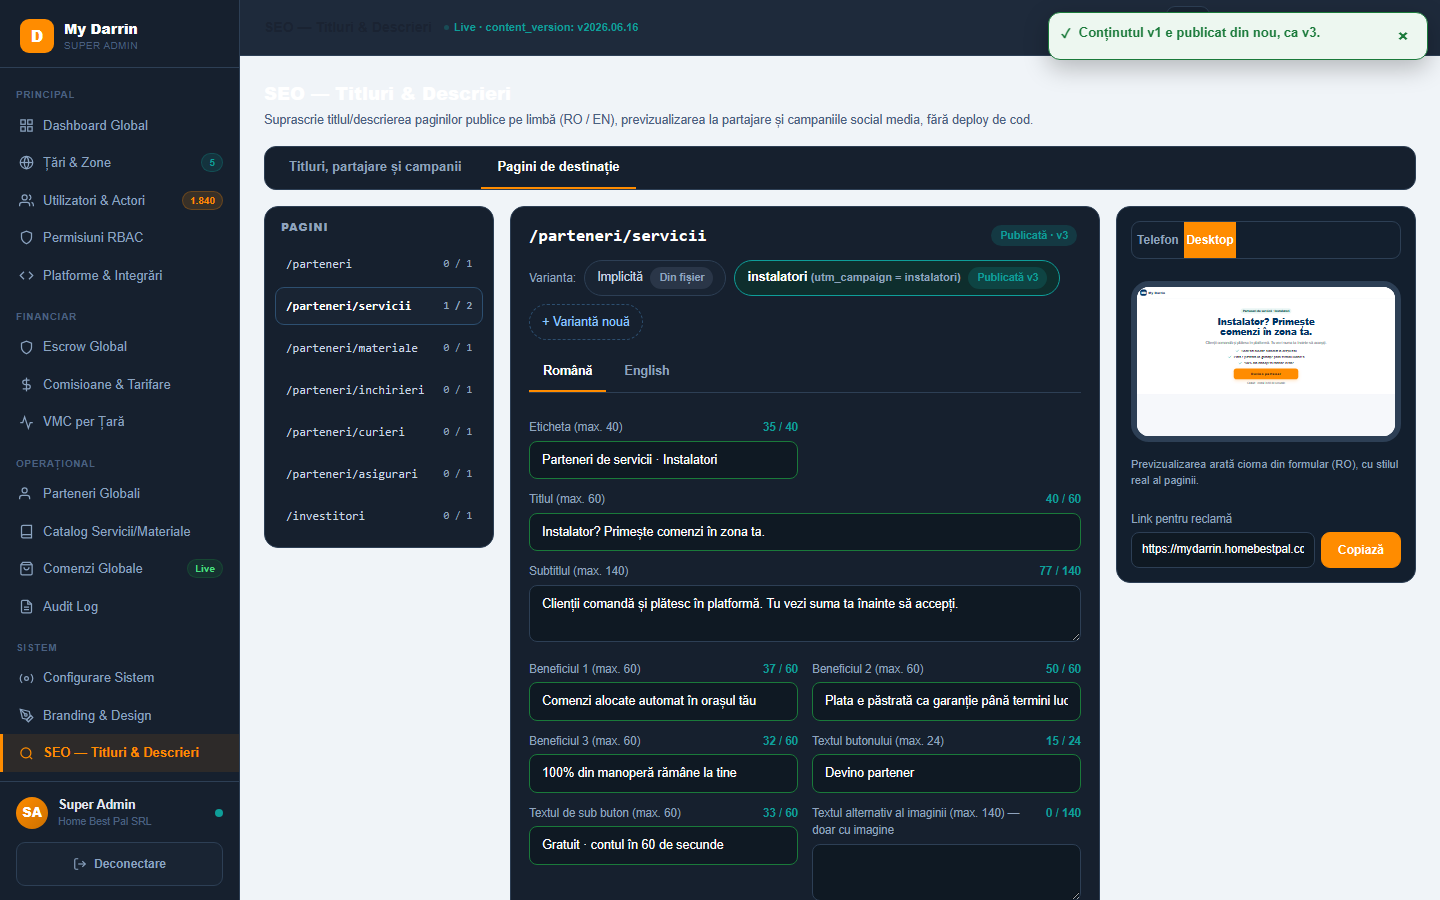 D
My Darrin
SUPER ADMIN
PRINCIPAL
Dashboard Global
Țări & Zone
5
Utilizatori & Actori
1.840
Permisiuni RBAC
Platforme & Integrări
FINANCIAR
Escrow Global
Comisioane & Tarifare
VMC per Țară
OPERAȚIONAL
Parteneri Globali
Catalog Servicii/Materiale
Comenzi Globale
Live
Audit Log
SISTEM
Configurare Sistem
Branding & Design
SEO — Titluri & Descrieri
SA
Super Admin
Home Best Pal SRL
Deconectare
SEO — Titluri & Descrieri
Live · content_version: v2026.06.16
✓ Conținutul v1 e publicat din nou, ca v3.
×
SEO — Titluri & Descrieri
Suprascrie titlul/descrierea paginilor publice pe limbă (RO / EN), previzualizarea la partajare și campaniile social media, fără deploy de cod.
Titluri, partajare și campanii
Pagini de destinație
PAGINI
/parteneri 0 / 1
/parteneri/servicii 1 / 2
/parteneri/materiale 0 / 1
/parteneri/inchirieri 0 / 1
/parteneri/curieri 0 / 1
/parteneri/asigurari 0 / 1
/investitori 0 / 1
/parteneri/servicii
Publicată · v3
Varianta:
Implicită Din fișier
instalatori (utm_campaign = instalatori) Publicată v3
+ Variantă nouă
Română
English
Eticheta (max. 40) 35 / 40
Parteneri de servicii · Instalatori
Titlul (max. 60) 40 / 60
Instalator? Primește comenzi în zona ta.
Subtitlul (max. 140) 77 / 140
Clienții comandă și plătesc în platformă. Tu vezi suma ta înainte să accepți.
Beneficiul 1 (max. 60) 37 / 60
Comenzi alocate automat în orașul tău
Beneficiul 2 (max. 60) 50 / 60
Plata e păstrată ca garanție până termini luc
Beneficiul 3 (max. 60) 32 / 60
100% din manoperă rămâne la tine
Textul butonului (max. 24) 15 / 24
Devino partener
Textul de sub buton (max. 60) 33 / 60
Gratuit · contul în 60 de secunde
Textul alternativ al imaginii (max. 140) — 0 / 140
doar cu imagine
Telefon
Desktop
My Darrin
Instalator? Primește
comenzi în zona ta.
Previzualizarea arată ciorna din formular (RO), cu stilul
real al paginii.
Link pentru reclamă
https://mydarrin.homebestpal.cc
Copiază